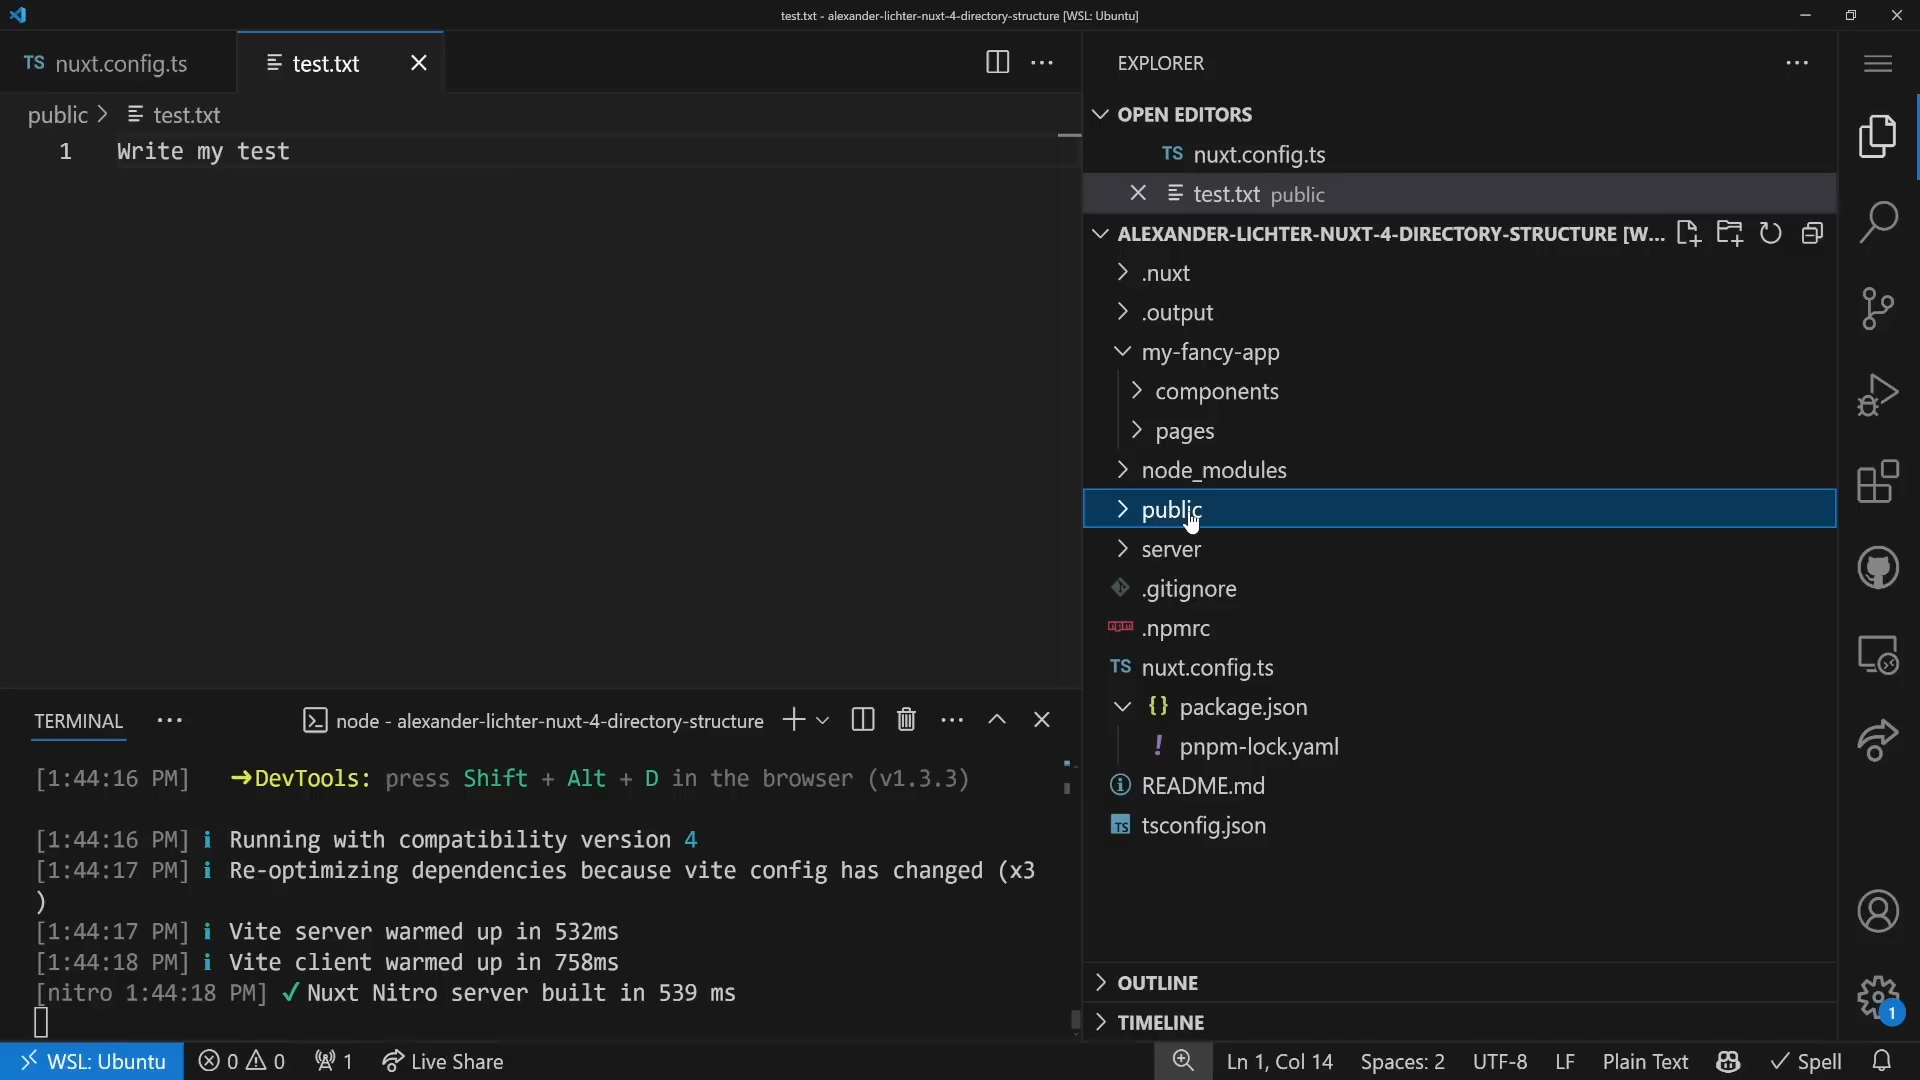 test.txt - alexander-lichter-nuxt-4-directory-structure [WSL: Ubuntu]
TS nuxt.config.ts
test.txt
public > test.txt
1 Write my test
TERMINAL
node - alexander-lichter-nuxt-4-directory-structure
[1:44:16 PM] ➜DevTools: press Shift + Alt + D in the browser (v1.3.3)
[1:44:16 PM] i Running with compatibility version 4
[1:44:17 PM] i Re-optimizing dependencies because vite config has changed (x3
)
[1:44:17 PM] i Vite server warmed up in 532ms
[1:44:18 PM] i Vite client warmed up in 758ms
[nitro 1:44:18 PM] ✓ Nuxt Nitro server built in 539 ms
EXPLORER
OPEN EDITORS
TS nuxt.config.ts
test.txt public
ALEXANDER-LICHTER-NUXT-4-DIRECTORY-STRUCTURE [W...
.nuxt
.output
my-fancy-app
components
pages
node_modules
public
server
.gitignore
.npmrc
TS nuxt.config.ts
{} package.json
! pnpm-lock.yaml
README.md
TS tsconfig.json
OUTLINE
TIMELINE
1
WSL: Ubuntu 0 0 1 Live Share Ln 1, Col 14 Spaces: 2 UTF-8 LF Plain Text Spell